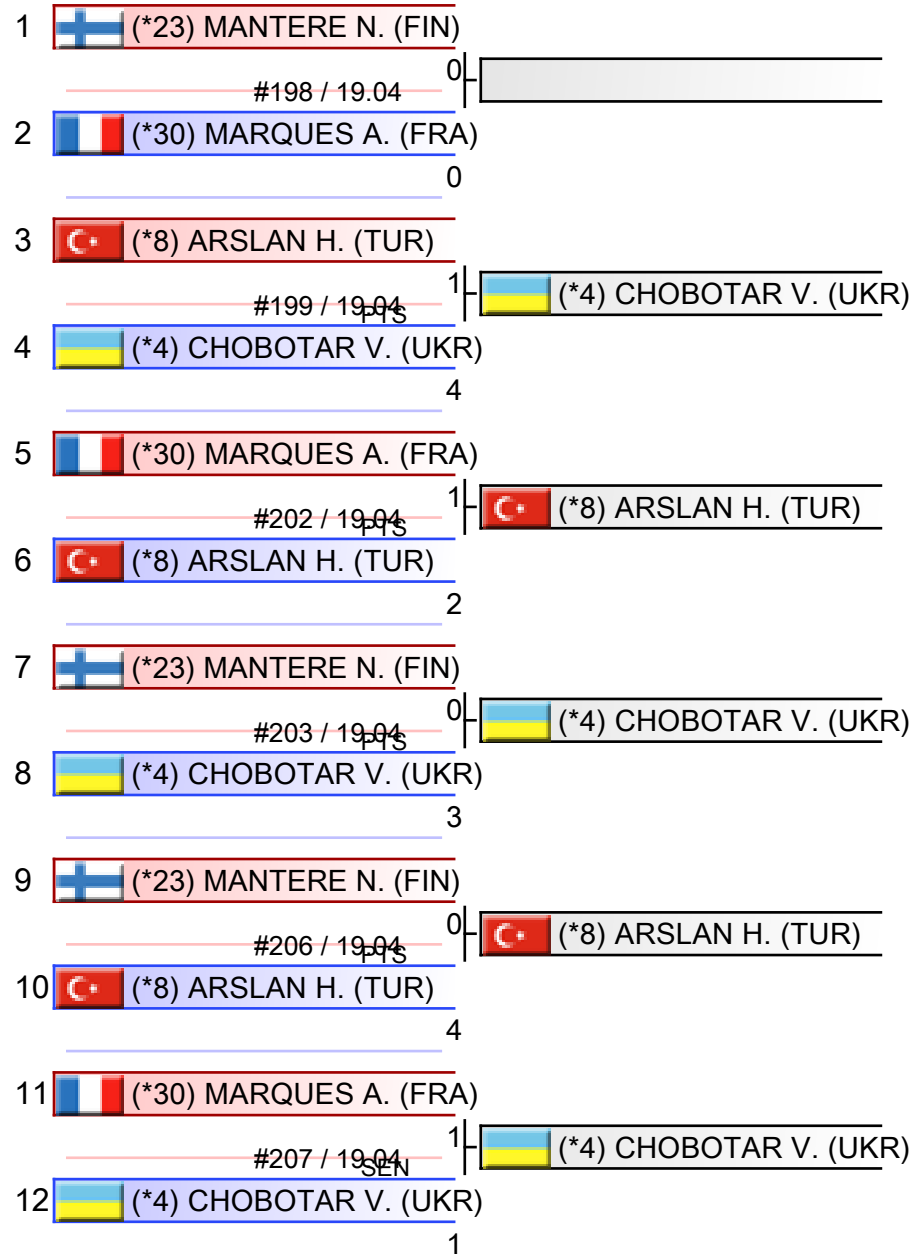 1 (*23) MANTERE N. (FIN)
0
#198 / 19.04
2 (*30) MARQUES A. (FRA)
0
3 (*8) ARSLAN H. (TUR)
1 (*4) CHOBOTAR V. (UKR)
#199 / 19.04
PTS
4 (*4) CHOBOTAR V. (UKR)
4
5 (*30) MARQUES A. (FRA)
1 (*8) ARSLAN H. (TUR)
#202 / 19.04
PTS
6 (*8) ARSLAN H. (TUR)
2
7 (*23) MANTERE N. (FIN)
0 (*4) CHOBOTAR V. (UKR)
#203 / 19.04
PTS
8 (*4) CHOBOTAR V. (UKR)
3
9 (*23) MANTERE N. (FIN)
0 (*8) ARSLAN H. (TUR)
#206 / 19.04
PTS
10 (*8) ARSLAN H. (TUR)
4
11 (*30) MARQUES A. (FRA)
1 (*4) CHOBOTAR V. (UKR)
#207 / 19.04
SEN
12 (*4) CHOBOTAR V. (UKR)
1